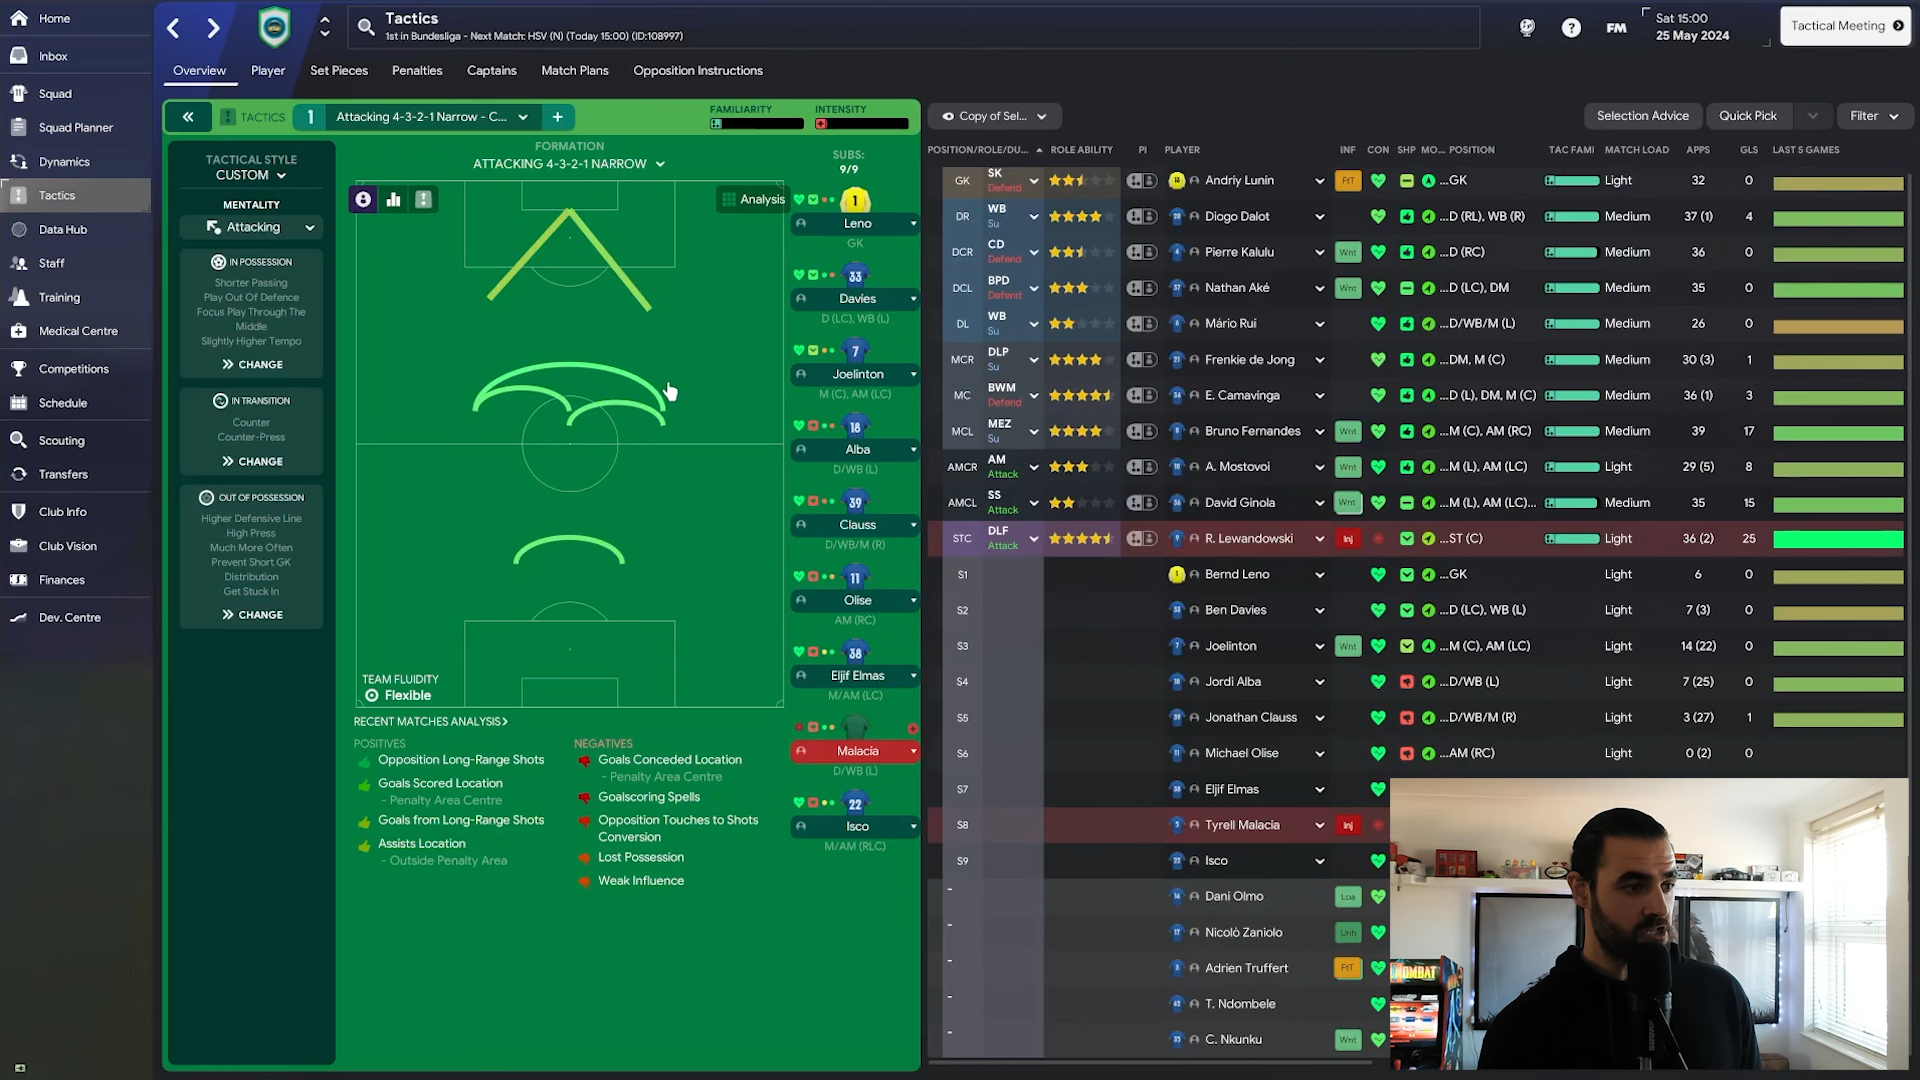 Home
Inbox
Squad
Squad Planner
Dynamics
Tactics
Data Hub
Staff
Training
Medical Centre
Competitions
Schedule
Scouting
Transfers
Club Info
Club Vision
Finances
Dev. Centre
Tactics
1st in Bundesliga - Next Match: HSV (N) (Today 15:00) (ID:108997)
? FM
Sat 15:00
25 May 2024
Tactical Meeting
Overview Player Set Pieces Penalties Captains Match Plans Opposition Instructions
TACTICS 1 Attacking 4-3-2-1 Narrow - C... +
FAMILIARITY INTENSITY
TACTICAL STYLE
CUSTOM
MENTALITY
Attacking
IN POSSESSION
Shorter Passing
Play Out Of Defence
Focus Play Through The
Middle
Slightly Higher Tempo
CHANGE
IN TRANSITION
Counter
Counter-Press
CHANGE
OUT OF POSSESSION
Higher Defensive Line
High Press
Much More Often
Prevent Short GK
Distribution
Get Stuck In
CHANGE
FORMATION
ATTACKING 4-3-2-1 NARROW
Analysis
TEAM FLUIDITY
Flexible
RECENT MATCHES ANALYSIS
POSITIVES
Opposition Long-Range Shots
Goals Scored Location
- Penalty Area Centre
Goals from Long-Range Shots
Assists Location
- Outside Penalty Area
NEGATIVES
Goals Conceded Location
- Penalty Area Centre
Goalscoring Spells
Opposition Touches to Shots
Conversion
Lost Possession
Weak Influence
SUBS:
9/9
1
Leno
GK
33
Davies
D (LC), WB (L)
7
Joelinton
M (C), AM (LC)
18
Alba
D/WB (L)
39
Clauss
D/WB/M (R)
11
Olise
AM (RC)
38
Eljif Elmas
M/AM (LC)
Malacia
D/WB (L)
22
Isco
M/AM (RLC)
Copy of Sel...
Selection Advice Quick Pick Filter
POSITION/ROLE/DU... ROLE ABILITY PI PLAYER INF CON SHP MO... POSITION TAC FAMI MATCH LOAD APPS GLS LAST 5 GAMES
GK SK Defend Andriy Lunin FtT ...GK Light 32 0
DR WB Su Diogo Dalot ...D (RL), WB (R) Medium 37 (1) 4
DCR CD Defend Pierre Kalulu Wnt ...D (RC) Medium 36 0
DCL BPD Defend Nathan Aké Wnt ...D (LC), DM Medium 35 0
DL WB Su Mário Rui ...D/WB/M (L) Medium 26 0
MCR DLP Su Frenkie de Jong ...DM, M (C) Medium 30 (3) 1
MC BWM Defend E. Camavinga ...D (L), DM, M (C) Medium 36 (1) 3
MCL MEZ Su Bruno Fernandes Wnt ...M (C), AM (RC) Medium 39 17
AMCR AM Attack A. Mostovoi Wnt ...M (L), AM (LC) Light 29 (5) 8
AMCL SS Attack David Ginola Wnt ...M (L), AM (LC)... Medium 35 15
STC DLF Attack R. Lewandowski Inj ...ST (C) Light 36 (2) 25
S1 Bernd Leno ...GK Light 6 0
S2 Ben Davies ...D (LC), WB (L) Light 7 (3) 0
S3 Joelinton Wnt ...M (C), AM (LC) Light 14 (22) 0
S4 Jordi Alba ...D/WB (L) Light 7 (25) 0
S5 Jonathan Clauss ...D/WB/M (R) Light 3 (27) 1
S6 Michael Olise ...AM (RC) Light 0 (2) 0
S7 Eljif Elmas
S8 Tyrell Malacia Inj
S9 Isco
- Dani Olmo Loa
- Nicolò Zaniolo Unh
- Adrien Truffert FtT
- T. Ndombele
- C. Nkunku Wnt